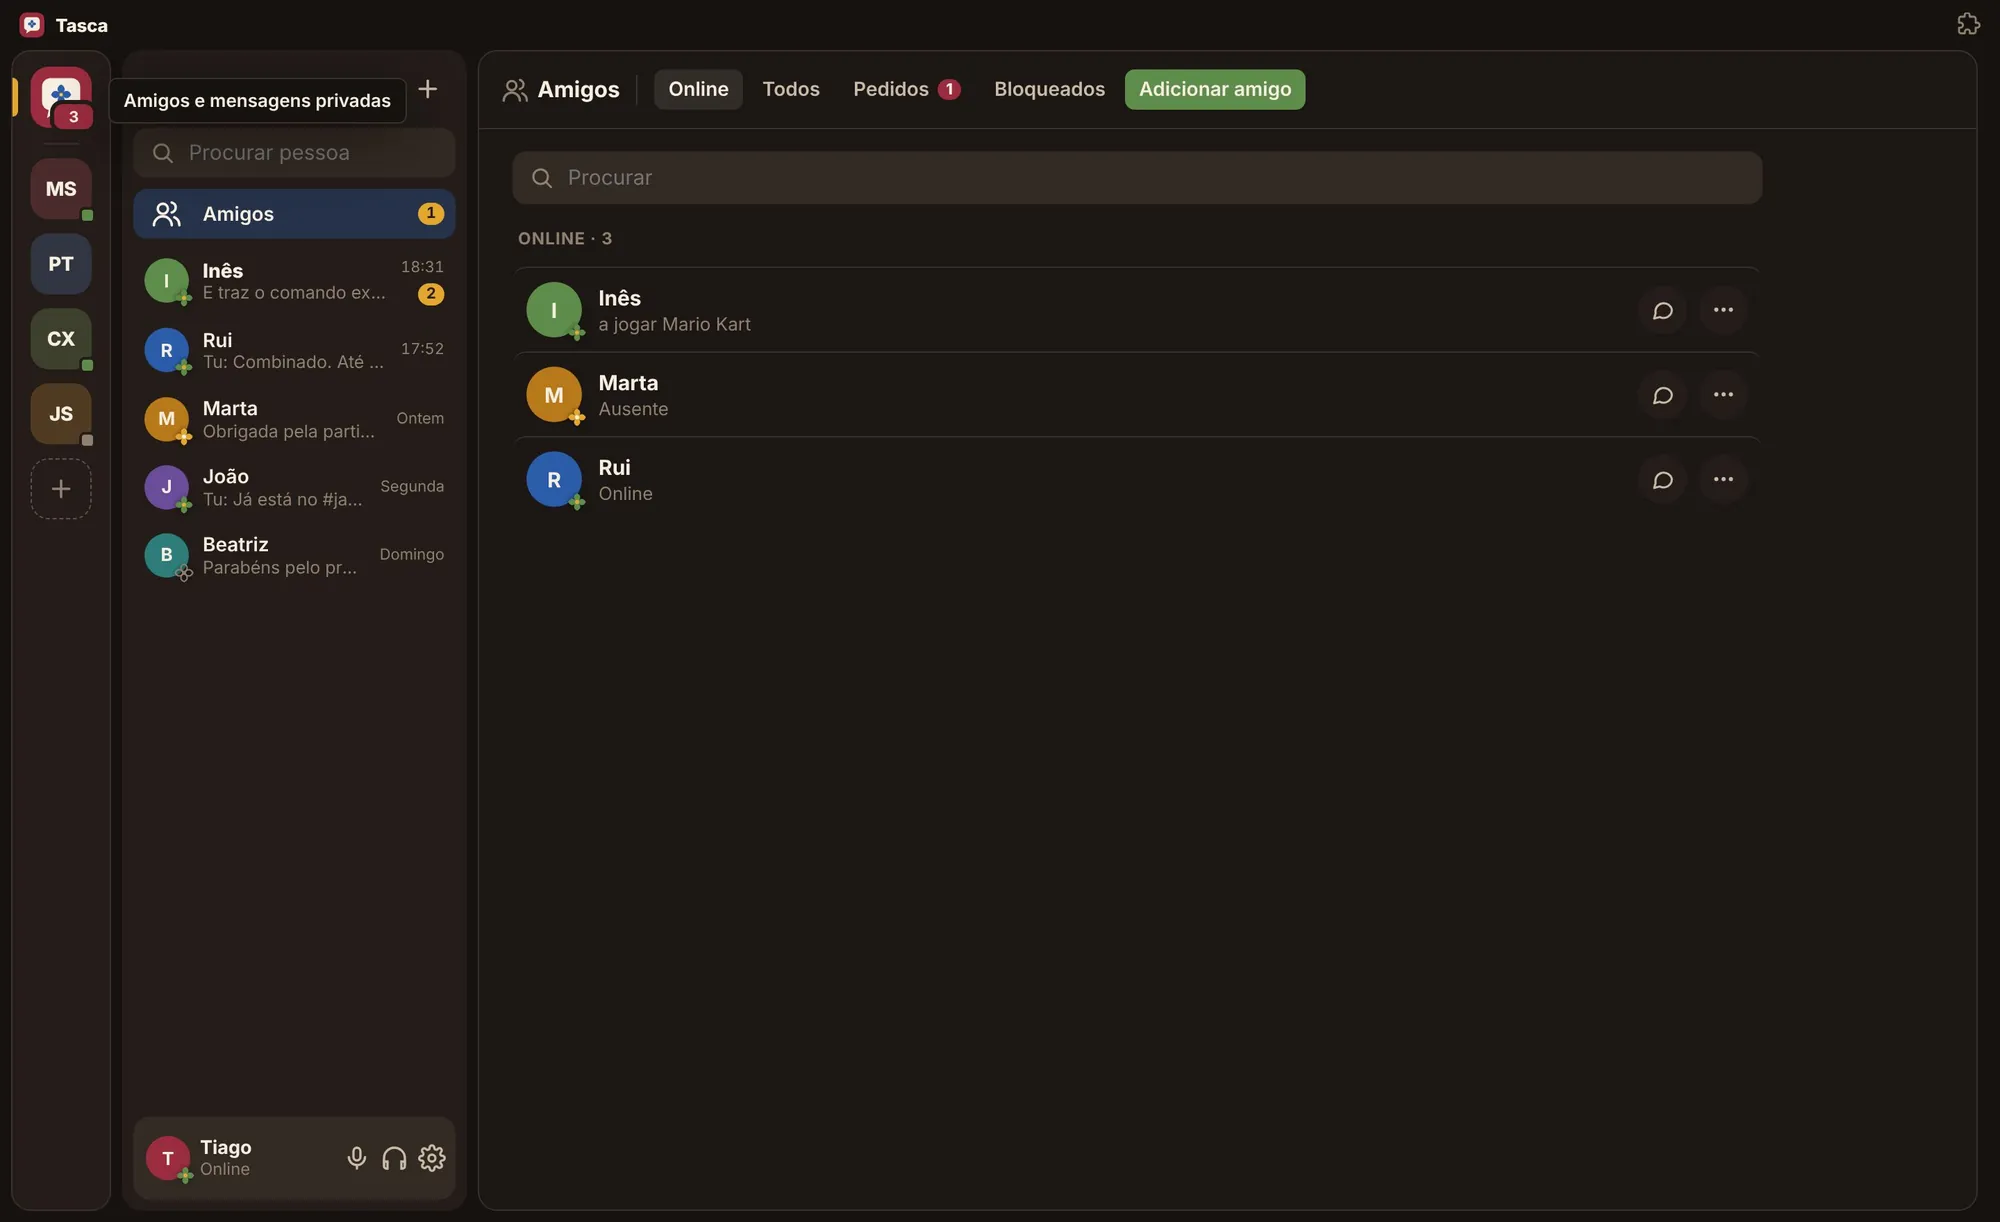 Tasca
3
MS
PT
CX
JS
Amigos e mensagens privadas
Procurar pessoa
Amigos 1
I Inês 18:31
E traz o comando ex... 2
R Rui 17:52
Tu: Combinado. Até ...
M Marta Ontem
Obrigada pela parti...
J João Segunda
Tu: Já está no #ja...
B Beatriz Domingo
Parabéns pelo pr...
T Tiago
Online
Amigos Online Todos Pedidos 1 Bloqueados Adicionar amigo
Procurar
ONLINE · 3
I Inês
a jogar Mario Kart
M Marta
Ausente
R Rui
Online